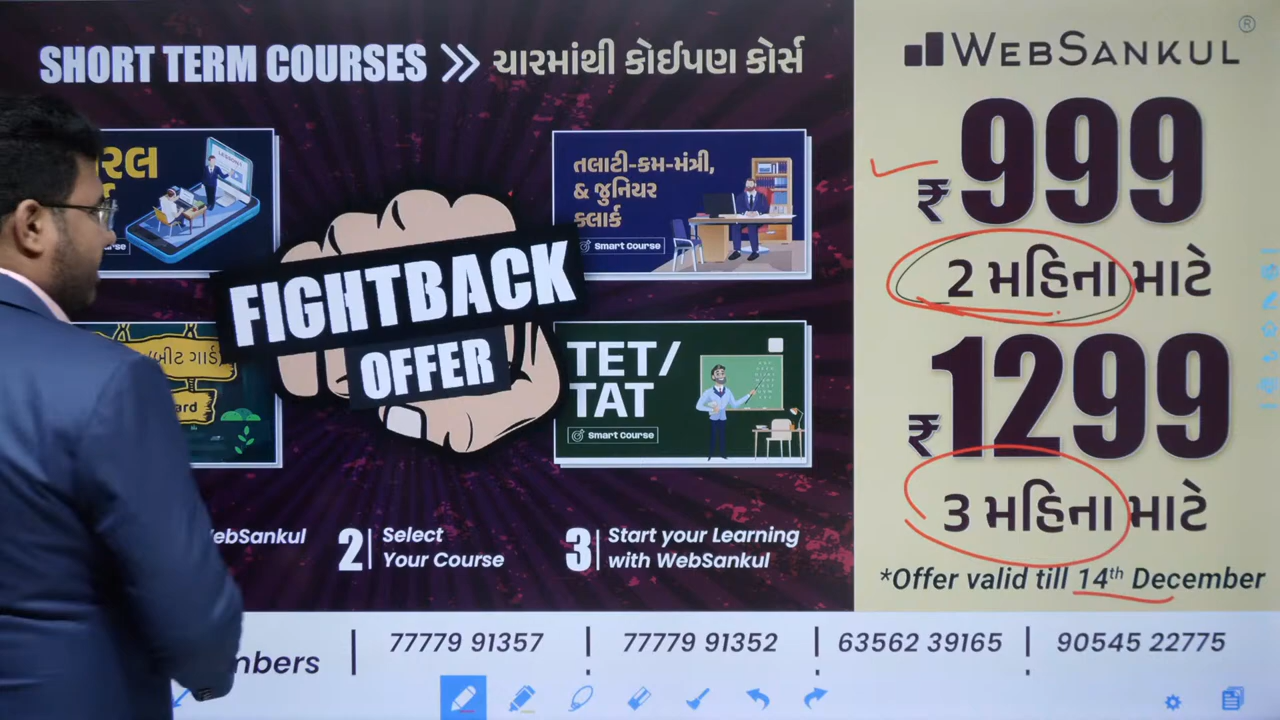 SHORT TERM COURSES >> ચારમાંથી કોઈપણ કોર્સ
WEBSANKUL®
₹999
2 મહિના માટે
₹1299
3 મહિના માટે
*Offer valid till 14th December
તલાટી-કમ-મંત્રી,
& જુનિયર
ક્લાર્ક
Smart Course
FIGHTBACK
OFFER
TET/
TAT
Smart Course
2 Select
Your Course
3 Start your Learning
with WebSankul
77779 91357 | 77779 91352 | 63562 39165 | 90545 22775